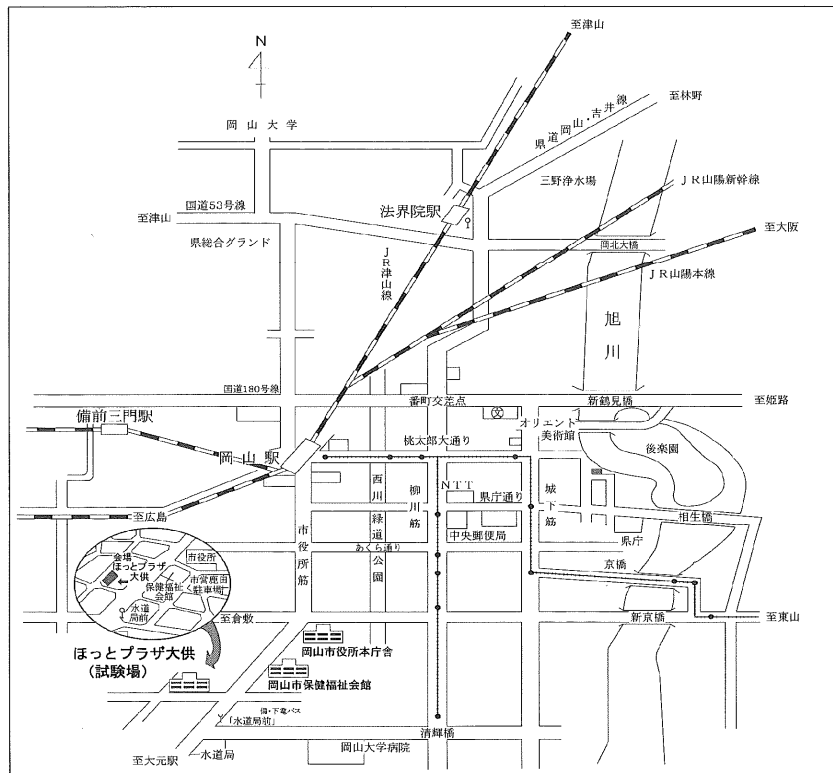 至津山
N
至林野
県道岡山・吉井線
岡山大学
三野浄水場
JR山陽新幹線
国道53号線
至津山
法界院駅
至大阪
県総合グランド
岡北大橋
JR津山線
JR山陽本線
旭川
国道180号線
番町交差点
新鶴見橋
至姫路
備前三門駅
文
オリエント
美術館
桃太郎大通り
岡山駅
後楽園
西川緑道公園
柳川筋
NTT
県庁通り
城下筋
至広島
相生橋
市役所筋
中央郵便局
県庁
あくら通り
京橋
会場
ほっとプラザ
大供
市役所
保健福祉
会館
市営鹿田
駐車場
水道
局前
至倉敷
新京橋
至東山
ほっとプラザ大供
(試験場)
岡山市役所本庁舎
岡山市保健福祉会館
「水道局前」
清輝橋
岡山大学病院
水道局
至大元駅